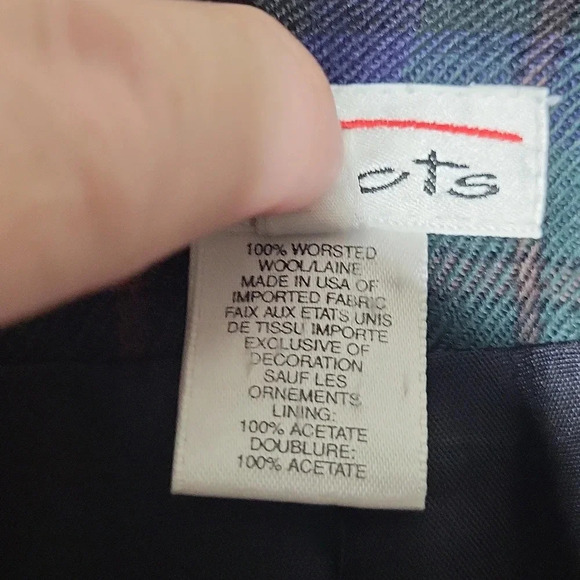 cts
100% WORSTED
WOOL/LAINE
MADE IN USA OF
IMPORTED FABRIC
FAIX AUX ETATS UNIS
DE TISSU IMPORTE
EXCLUSIVE OF
DECORATION
SAUF LES
ORNEMENTS
LINING:
100% ACETATE
DOUBLURE:
100% ACETATE